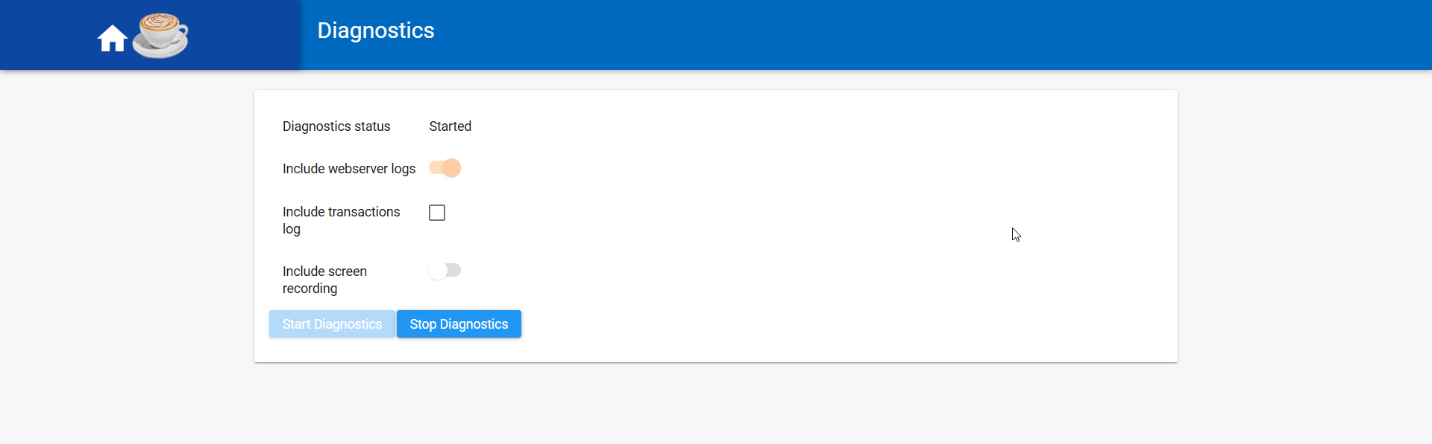 Diagnostics
Diagnostics status
Started
Include webserver logs
Include transactions
log
Include screen
recording
Start Diagnostics
Stop Diagnostics